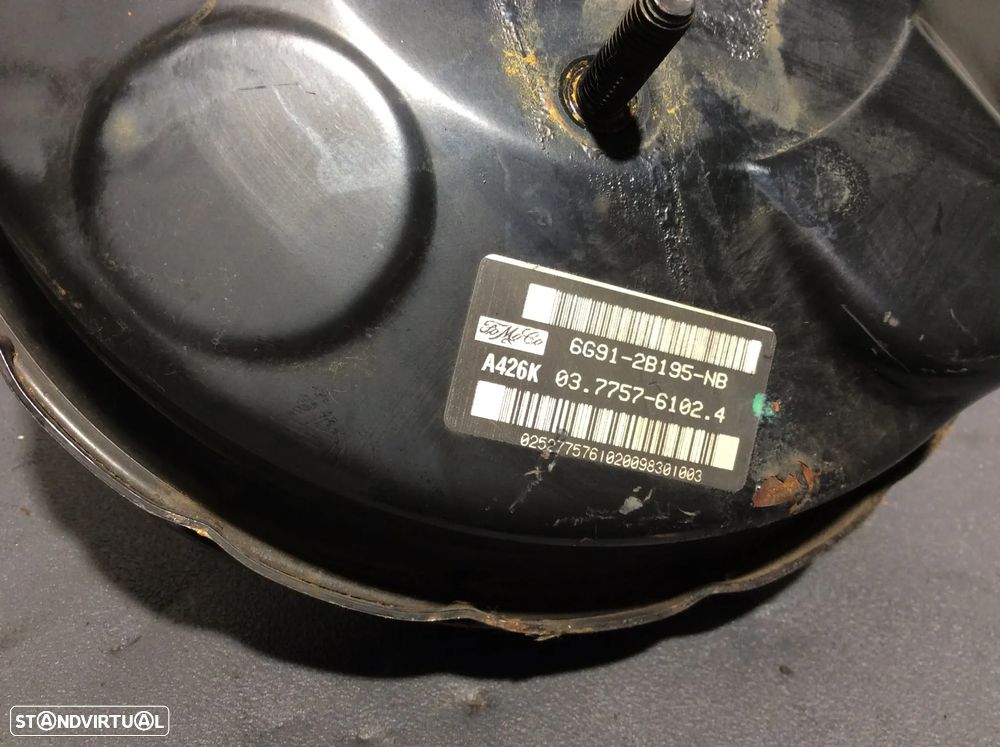 FoMoCo
6G91-2B195-NB
A426K 03.7757-6102.4
0252775761020098301003
STANDVIRTUAL